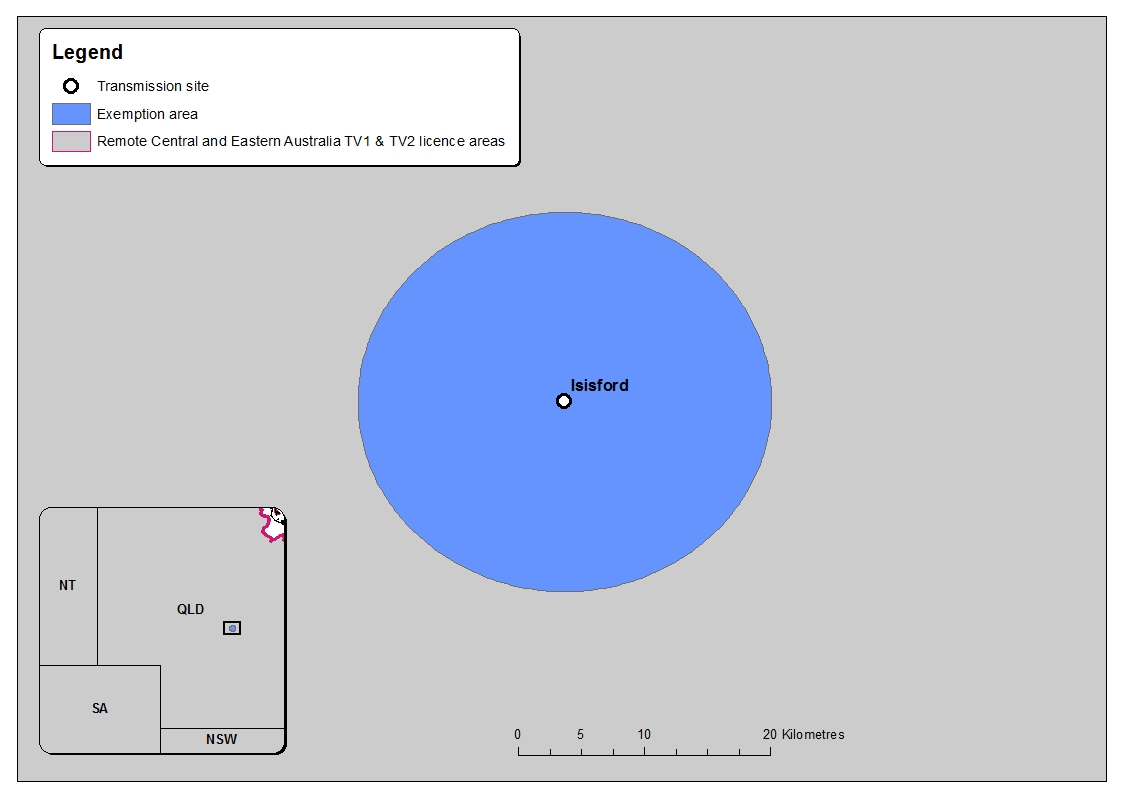 Legend
Transmission site
Exemption area
Remote Central and Eastern Australia TV1 & TV2 licence areas
Isisford
NT
QLD
SA
NSW
0 5 10 20 Kilometres